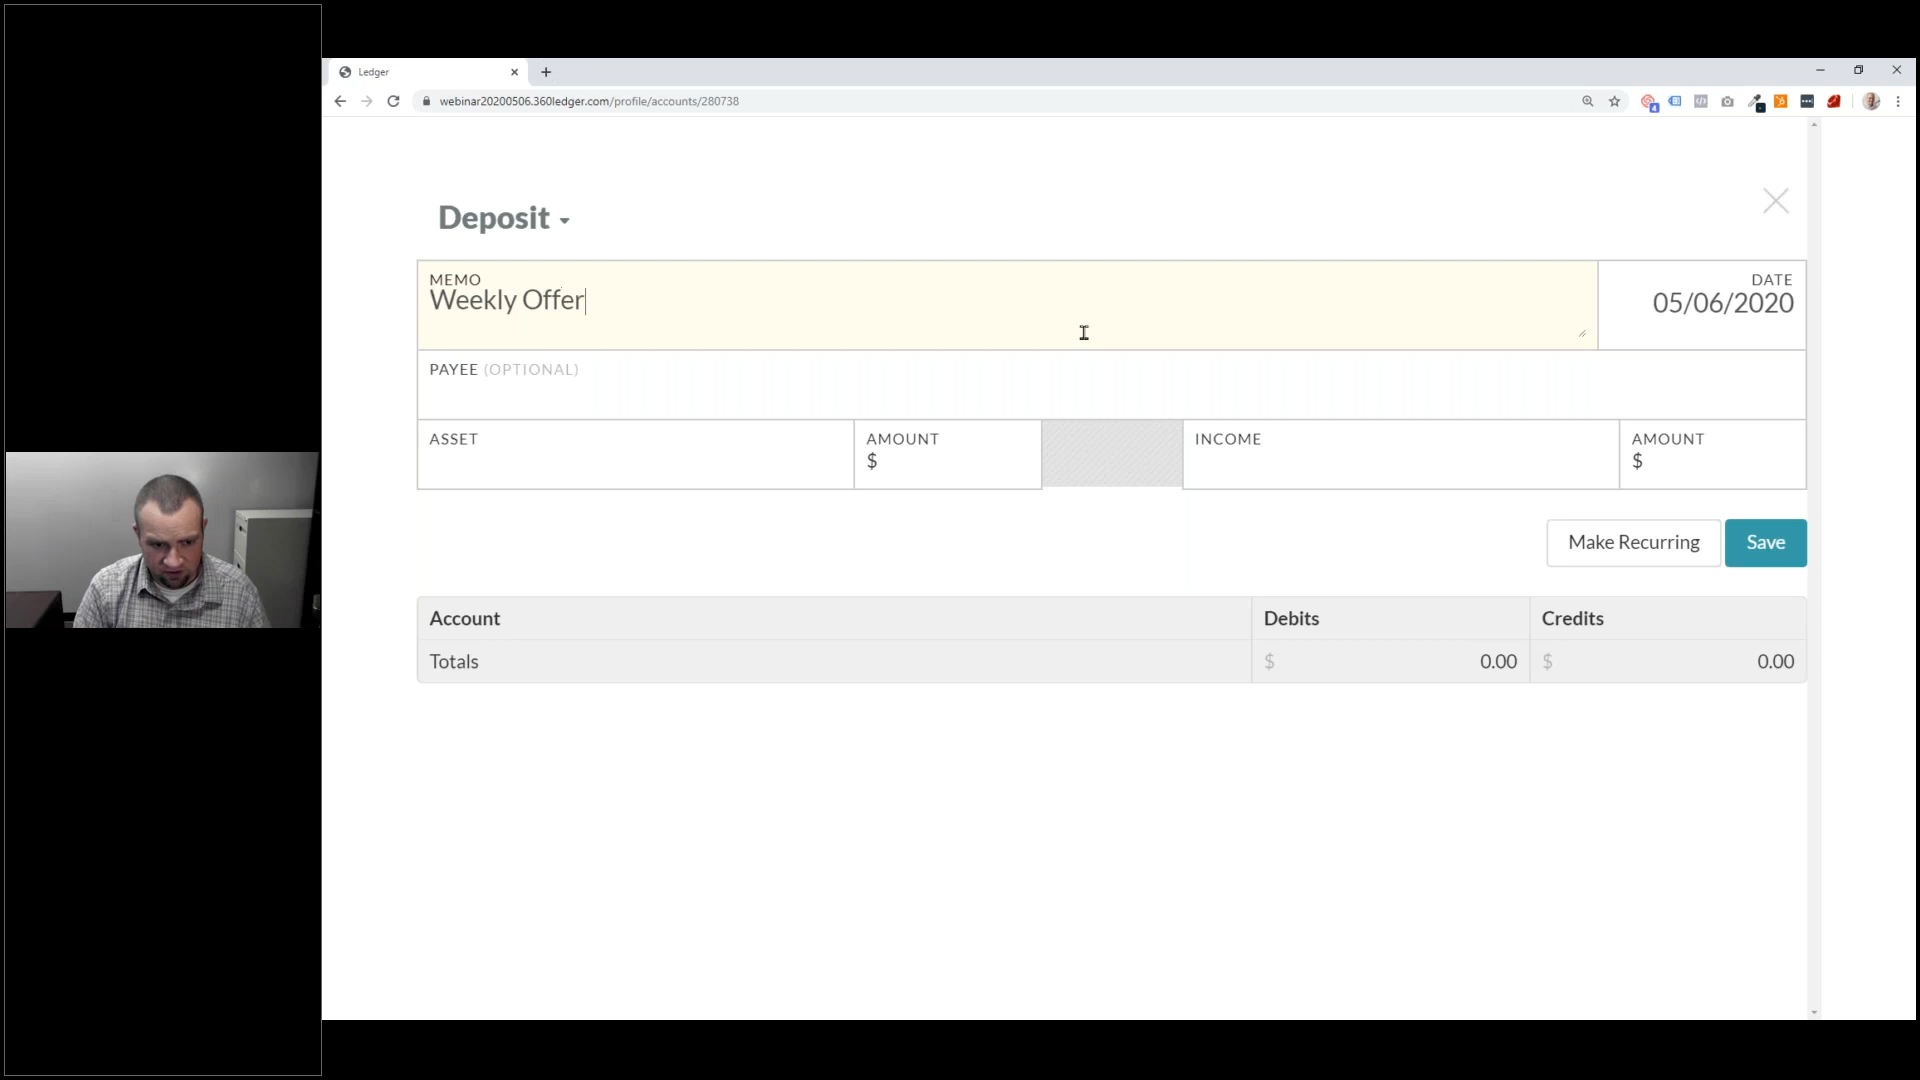 Ledger
webinar20200506.360ledger.com/profile/accounts/280738
Deposit
MEMO
Weekly Offer
DATE
05/06/2020
PAYEE (OPTIONAL)
ASSET
AMOUNT
$
INCOME
AMOUNT
$
Make Recurring
Save
Account Debits Credits
Totals $ 0.00 $ 0.00